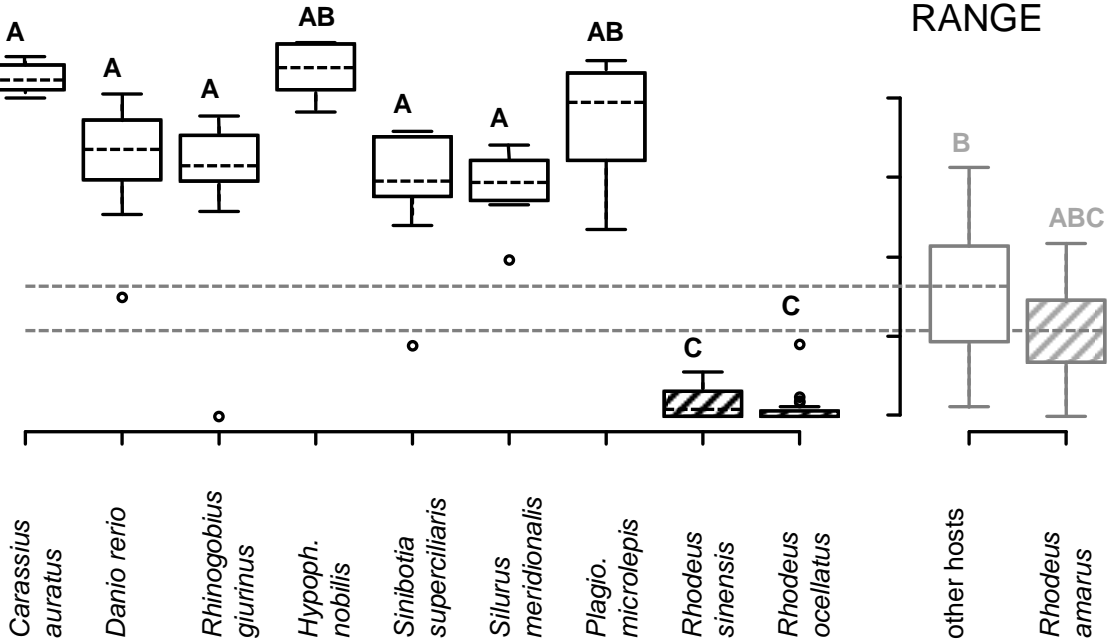 RANGE
A
A
A
AB
A
A
AB
C
C
B
ABC
Carassius
auratus
Danio rerio
Rhinogobius
giurinus
Hypoph.
nobilis
Sinibotia
superciliaris
Silurus
meridionalis
Plagio.
microlepis
Rhodeus
sinensis
Rhodeus
ocellatus
other hosts
Rhodeus
amarus